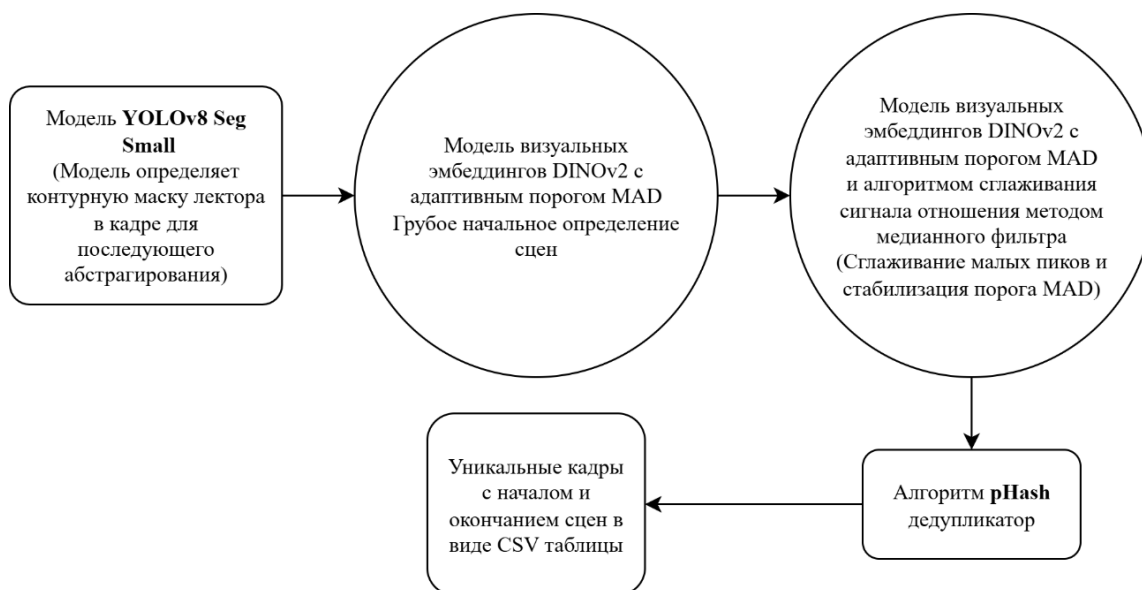 Модель YOLOv8 Seg
Small
(Модель определяет
контурную маску лектора
в кадре для
последующего
абстрагирования)
Модель визуальных
эмбеддингов DINOv2 с
адаптивным порогом MAD
Грубое начальное определение
сцен
Модель визуальных
эмбеддингов DINOv2 с
адаптивным порогом MAD
и алгоритмом сглаживания
сигнала отношения методом
медианного фильтра
(Сглаживание малых пиков и
стабилизация порога MAD)
Алгоритм pHash
дедупликатор
Уникальные кадры
с началом и
окончанием сцен в
виде CSV таблицы